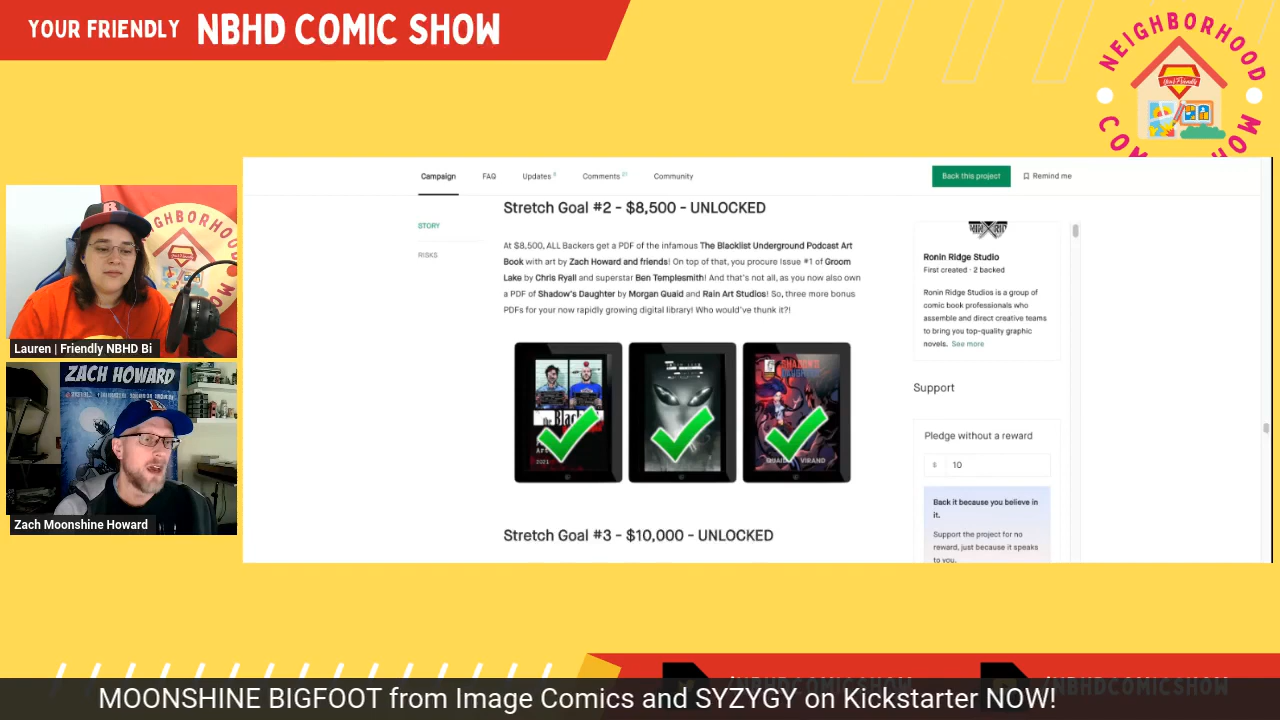 YOUR FRIENDLY NBHD COMIC SHOW
NEIGHBORHOOD
Your Friendly
Campaign FAQ Updates Comments Community Back this project Remind me
STORY
RISKS
Stretch Goal #2 - $8,500 - UNLOCKED
At $8,500, ALL Backers get a PDF of the infamous The Blacklist Underground Podcast Art
Book with art by Zach Howard and friends! On top of that, you procure Issue #1 of Groom
Lake by Chris Ryall and superstar Ben Templesmith! And that's not all, as you now also own
a PDF of Shadow's Daughter by Morgan Quaid and Rain Art Studios! So, three more bonus
PDFs for your now rapidly growing digital library! Who would've thunk it?!
2021
QUAID VIRAND
Stretch Goal #3 - $10,000 - UNLOCKED
Ronin Ridge Studio
First created · 2 backed
Ronin Ridge Studios is a group of
comic book professionals who
assemble and direct creative teams
to bring you top-quality graphic
novels. See more
Support
Pledge without a reward
$ 10
Back it because you believe in
it.
Support the project for no
reward, just because it speaks
to you.
NEIGHBORHOOD
Lauren | Friendly NBHD Bi
ZACH HOWARD
Zach Moonshine Howard
/NBHDCOMICSHOW
/NBHDCOMICSHOW
MOONSHINE BIGFOOT from Image Comics and SYZYGY on Kickstarter NOW!